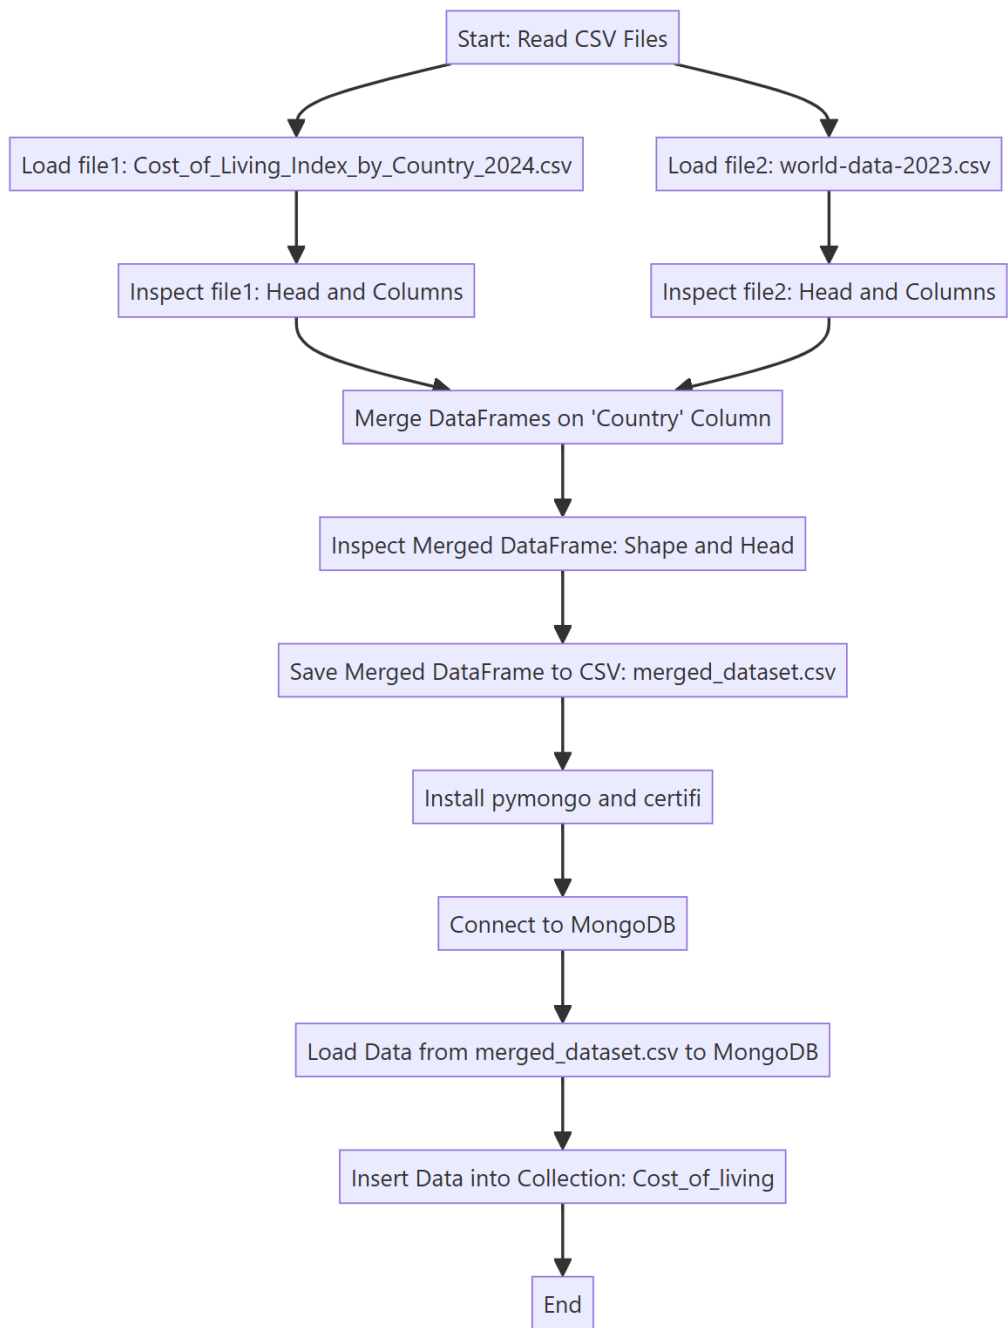 Start: Read CSV Files
Load file1: Cost_of_Living_Index_by_Country_2024.csv
Load file2: world-data-2023.csv
Inspect file1: Head and Columns
Inspect file2: Head and Columns
Merge DataFrames on 'Country' Column
Inspect Merged DataFrame: Shape and Head
Save Merged DataFrame to CSV: merged_dataset.csv
Install pymongo and certifi
Connect to MongoDB
Load Data from merged_dataset.csv to MongoDB
Insert Data into Collection: Cost_of_living
End